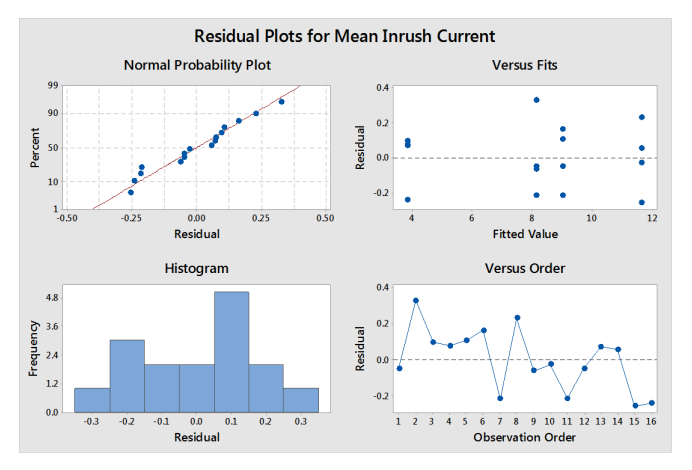 Residual Plots for Mean Inrush Current
Normal Probability Plot
99
90
50
10
1
Percent
-0.50 -0.25 0.00 0.25 0.50
Residual
Versus Fits
0.4
0.2
0.0
-0.2
Residual
4 6 8 10 12
Fitted Value
Histogram
4.8
3.6
2.4
1.2
0.0
Frequency
-0.3 -0.2 -0.1 0.0 0.1 0.2 0.3
Residual
Versus Order
0.4
0.2
0.0
-0.2
Residual
1 2 3 4 5 6 7 8 9 10 11 12 13 14 15 16
Observation Order